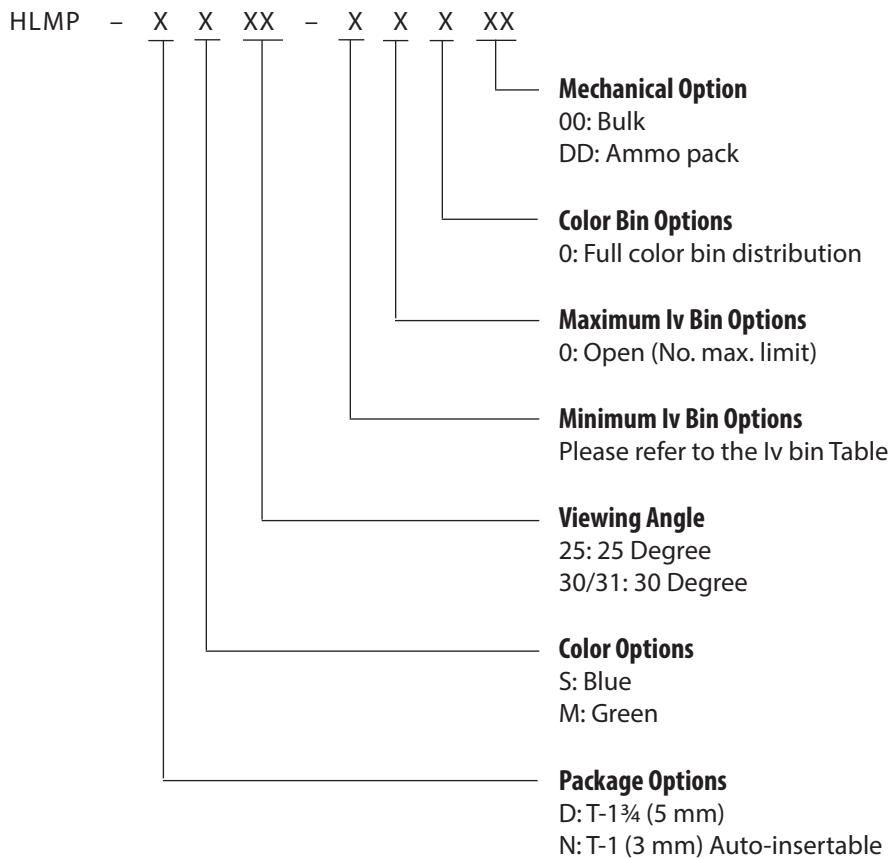 HLMP – X X XX – X X X XX
Mechanical Option
00: Bulk
DD: Ammo pack
Color Bin Options
0: Full color bin distribution
Maximum Iv Bin Options
0: Open (No. max. limit)
Minimum Iv Bin Options
Please refer to the Iv bin Table
Viewing Angle
25: 25 Degree
30/31: 30 Degree
Color Options
S: Blue
M: Green
Package Options
D: T-1¾ (5 mm)
N: T-1 (3 mm) Auto-insertable